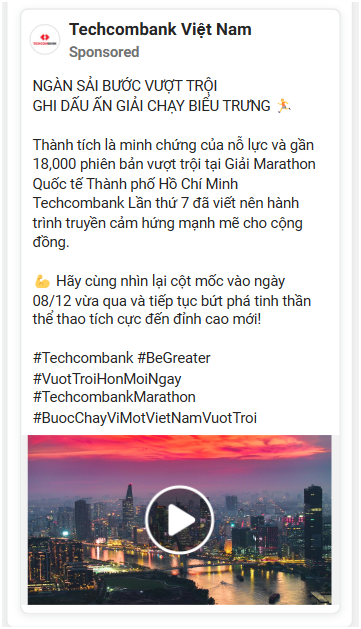 Techcombank Việt Nam
TECHCOMBANK
Sponsored
NGÀN SẢI BƯỚC VƯỢT TRỘI
GHI DẤU ẤN GIẢI CHẠY BIỂU TRƯNG 🏃
Thành tích là minh chứng của nỗ lực và gần
18,000 phiên bản vượt trội tại Giải Marathon
Quốc tế Thành phố Hồ Chí Minh
Techcombank Lần thứ 7 đã viết nên hành
trình truyền cảm hứng mạnh mẽ cho cộng
đồng.
💪 Hãy cùng nhìn lại cột mốc vào ngày
08/12 vừa qua và tiếp tục bứt phá tinh thần
thể thao tích cực đến đỉnh cao mới!
#Techcombank #BeGreater
#VuotTroiHonMoiNgay
#TechcombankMarathon
#BuocChayViMotVietNamVuotTroi